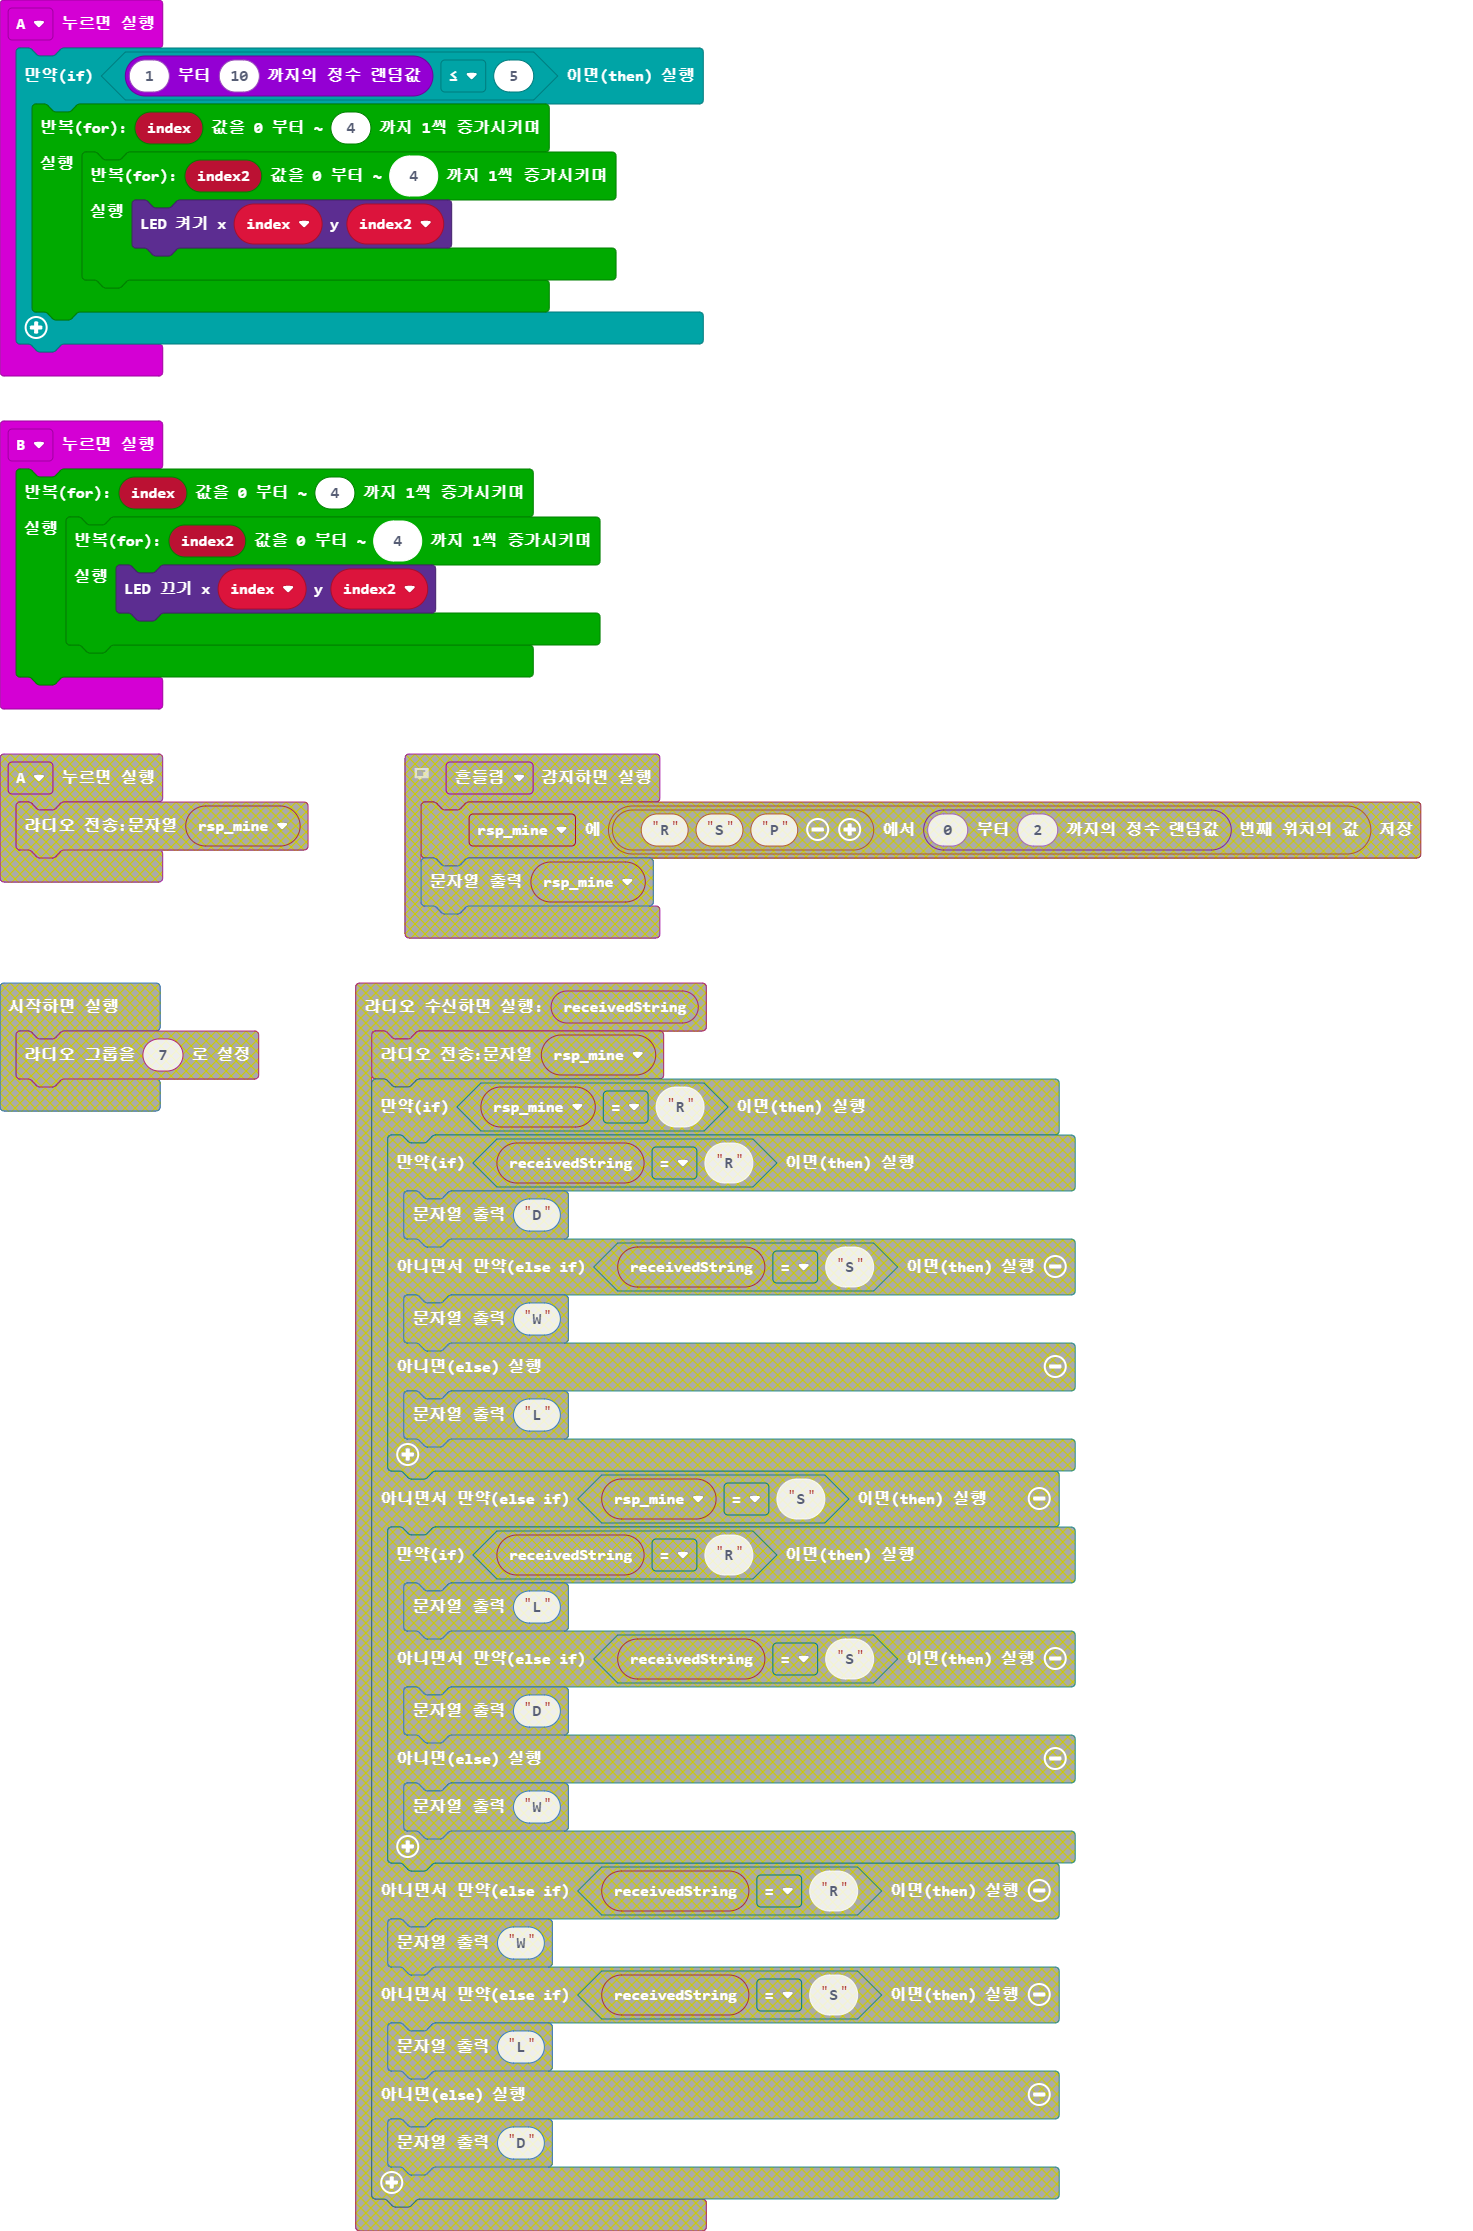 A 누르면 실행
만약(if) 1 부터 10 까지의 정수 랜덤값 ≤ 5 이면(then) 실행
반복(for): index 값을 0 부터 ~ 4 까지 1씩 증가시키며
실행 반복(for): index2 값을 0 부터 ~ 4 까지 1씩 증가시키며
실행 LED 켜기 x index y index2
B 누르면 실행
반복(for): index 값을 0 부터 ~ 4 까지 1씩 증가시키며
실행 반복(for): index2 값을 0 부터 ~ 4 까지 1씩 증가시키며
실행 LED 끄기 x index y index2
A 누르면 실행
라디오 전송:문자열 rsp_mine
흔들림 감지하면 실행
rsp_mine 에 "R" "S" "P" 에서 0 부터 2 까지의 정수 랜덤값 번째 위치의 값 저장
문자열 출력 rsp_mine
시작하면 실행
라디오 그룹을 7 로 설정
라디오 수신하면 실행: receivedString
라디오 전송:문자열 rsp_mine
만약(if) rsp_mine = "R" 이면(then) 실행
만약(if) receivedString = "R" 이면(then) 실행
문자열 출력 "D"
아니면서 만약(else if) receivedString = "S" 이면(then) 실행
문자열 출력 "W"
아니면(else) 실행
문자열 출력 "L"
아니면서 만약(else if) rsp_mine = "S" 이면(then) 실행
만약(if) receivedString = "R" 이면(then) 실행
문자열 출력 "L"
아니면서 만약(else if) receivedString = "S" 이면(then) 실행
문자열 출력 "D"
아니면(else) 실행
문자열 출력 "W"
아니면서 만약(else if) receivedString = "R" 이면(then) 실행
문자열 출력 "W"
아니면서 만약(else if) receivedString = "S" 이면(then) 실행
문자열 출력 "L"
아니면(else) 실행
문자열 출력 "D"